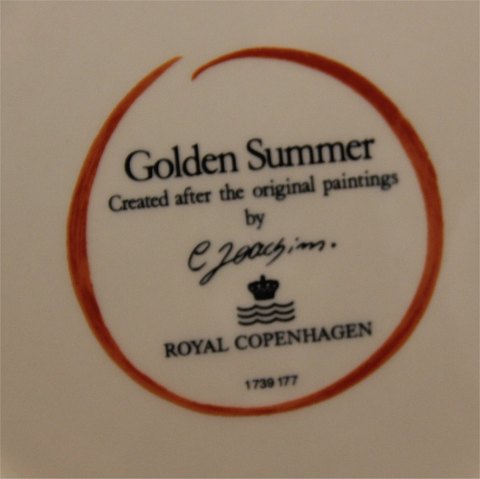 Golden Summer
Created after the original paintings
by
C Joachim.
ROYAL COPENHAGEN
1739 177